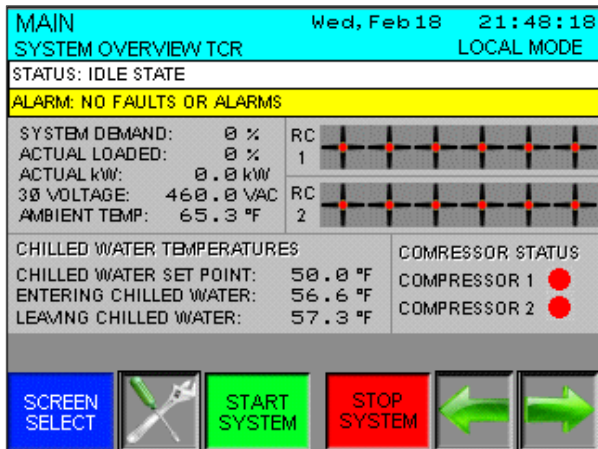 MAIN Wed, Feb 18 21:48:18
SYSTEM OVERVIEW TCR LOCAL MODE
STATUS: IDLE STATE
ALARM: NO FAULTS OR ALARMS
SYSTEM DEMAND: 0 %
ACTUAL LOADED: 0 %
ACTUAL kW: 0.0 kW
3Ø VOLTAGE: 460.0 VAC
AMBIENT TEMP: 65.3 °F
RC
1
RC
2
CHILLED WATER TEMPERATURES
CHILLED WATER SET POINT: 50.0 °F
ENTERING CHILLED WATER: 56.6 °F
LEAVING CHILLED WATER: 57.3 °F
COMRESSOR STATUS
COMPRESSOR 1
COMPRESSOR 2
SCREEN
SELECT
START
SYSTEM
STOP
SYSTEM